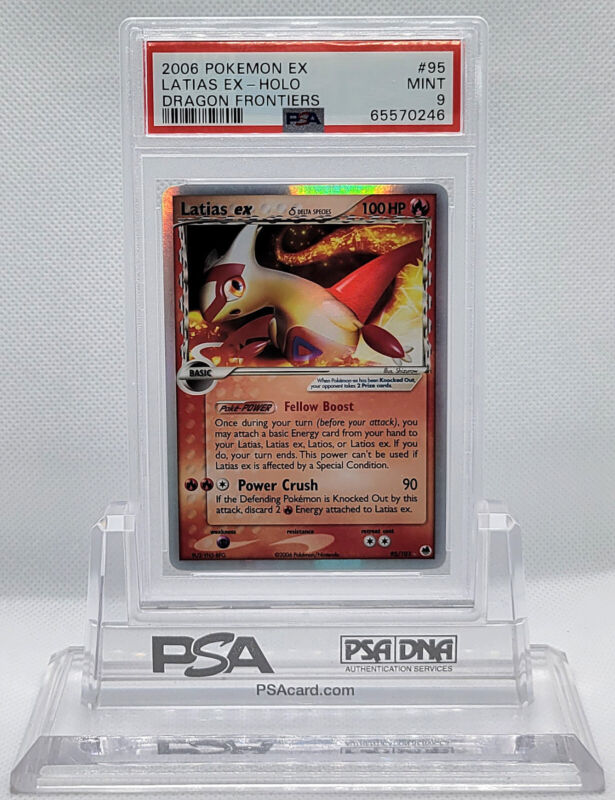 2006 POKEMON EX #95
LATIAS EX-HOLO MINT
DRAGON FRONTIERS 9
PSA 65570246
Latias ex δ DELTA SPECIES 100 HP
Illus. Shizurow
BASIC
When Pokémon-ex has been Knocked Out,
your opponent takes 2 Prize cards.
Poké-POWER Fellow Boost
Once during your turn (before your attack), you
may attach a basic Energy card from your hand
to your Latias, Latias ex, Latios, or Latios ex. If you
do, your turn ends. This power can't be used if
Latias ex is affected by a Special Condition.
Power Crush 90
If the Defending Pokémon is Knocked Out by this
attack, discard 2 Energy attached to Latias ex.
weakness resistance retreat cost
©2006 Pokémon/Nintendo 95/101
PSA PSA DNA
AUTHENTICATION SERVICES
PSAcard.com